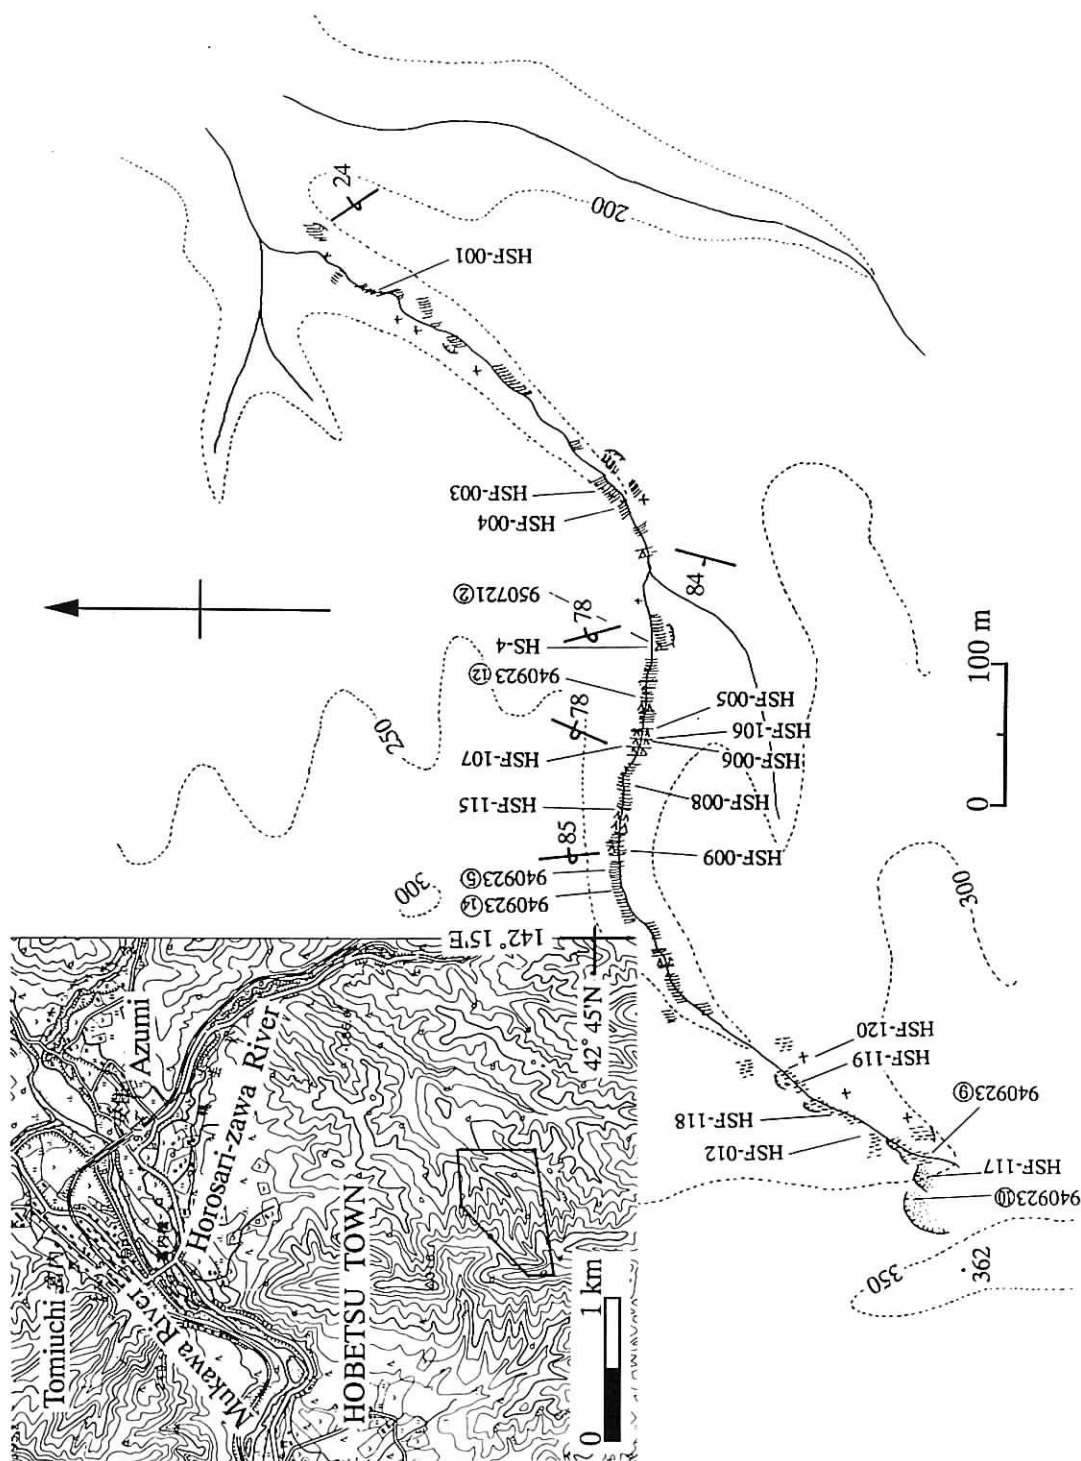 Tomiuchi
Azumi
Mukawa River
Horosari-zawa River
HOBETSU TOWN
0
1 km
142° 15'E
42° 45'N
24
HSF-001
200
HSF-003
HSF-004
84
950721②
78
HS-4
940923⑫
78
250
HSF-107
HSF-005
HSF-106
HSF-006
HSF-008
HSF-115
85
HSF-009
940923⑤
940923⑭
300
0
100 m
300
HSF-120
HSF-119
HSF-118
HSF-012
940923⑨
HSF-117
940923⑩
350
362